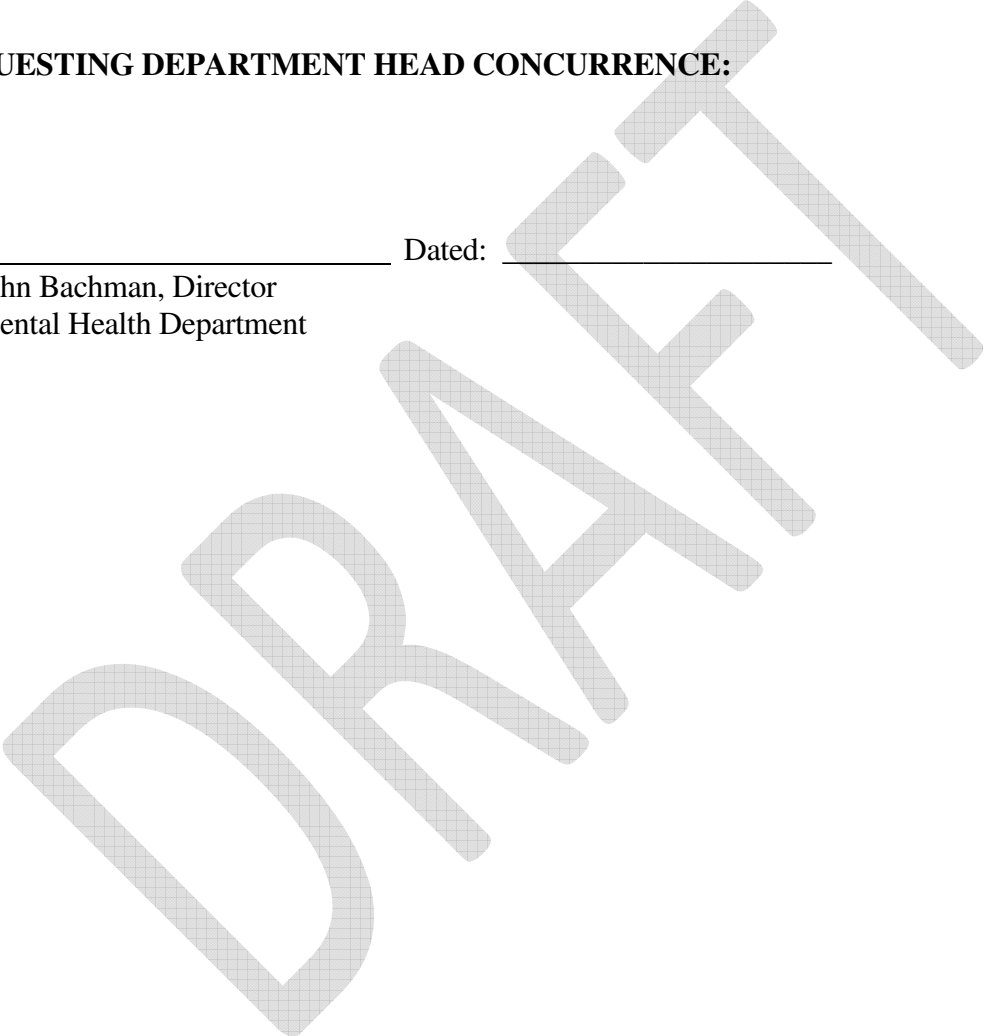 UESTING DEPARTMENT HEAD CONCURRENCE:
Dated:
hn Bachman, Director
ental Health Department
DRAFT